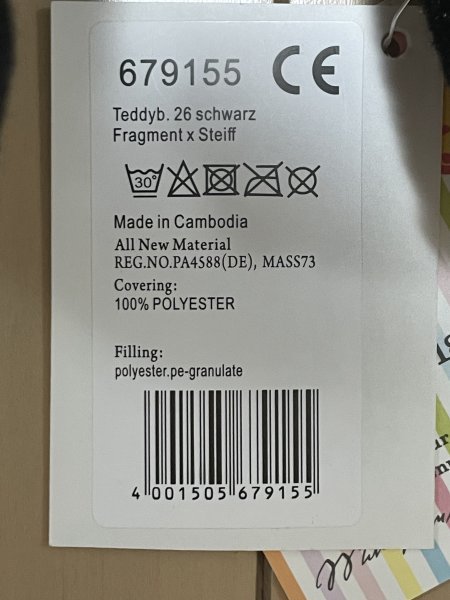 679155 CE
Teddyb. 26 schwarz
Fragment x Steiff
30°
Made in Cambodia
All New Material
REG.NO.PA4588(DE), MASS73
Covering:
100% POLYESTER
Filling:
polyester.pe-granulate
4 001505 679155